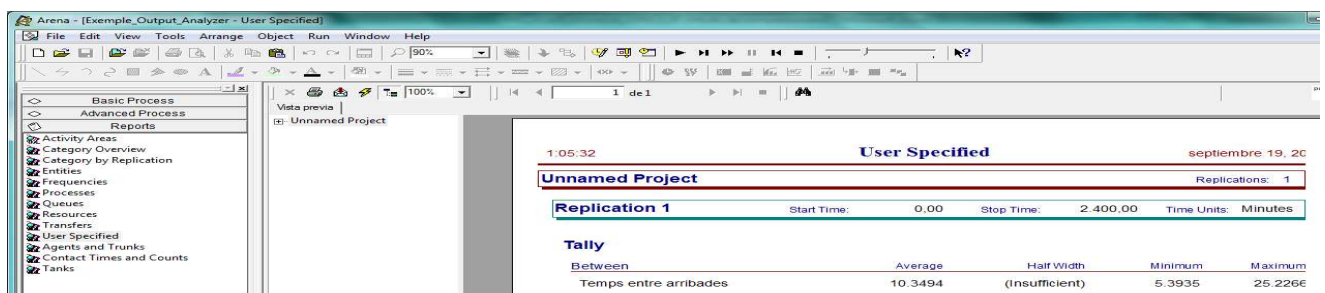 Arena - [Exemple_Output_Analyzer - User Specified]
File Edit View Tools Arrange Object Run Window Help
90%
Basic Process
Advanced Process
Reports
Activity Areas
Category Overview
Category by Replication
Entities
Frequencies
Processes
Queues
Resources
Transfers
User Specified
Agents and Trunks
Contact Times and Counts
Tanks
100%
1 de 1
Vista previa
Unnamed Project
1:05:32 User Specified septiembre 19, 20
Unnamed Project Replications: 1
Replication 1 Start Time: 0,00 Stop Time: 2.400,00 Time Units: Minutes
Tally
Between Average Half Width Minimum Maximum
Temps entre arribades 10.3494 (Insufficient) 5.3935 25.2266